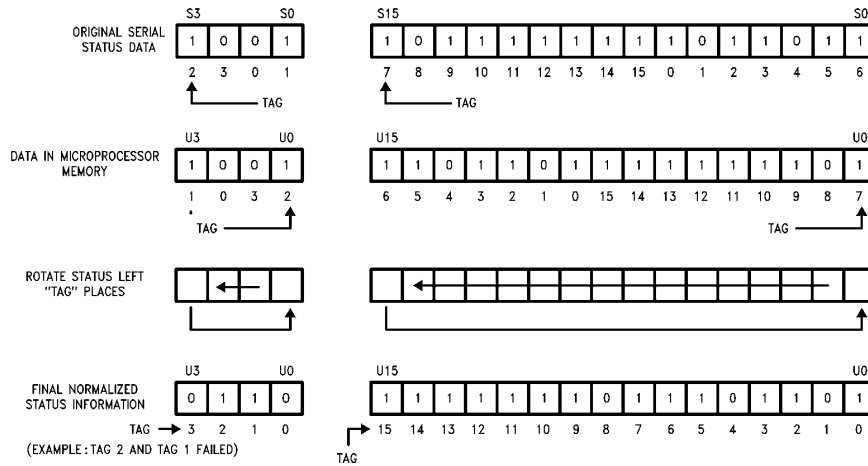 S3 S0 S15 S0
ORIGINAL SERIAL
STATUS DATA
1 0 0 1 1 0 1 1 1 1 1 1 1 1 0 1 1 0 1 1
2 3 0 1 7 8 9 10 11 12 13 14 15 0 1 2 3 4 5 6
TAG TAG
U3 U0 U15 U0
DATA IN MICROPROCESSOR
MEMORY
1 0 0 1 1 1 0 1 1 0 1 1 1 1 1 1 1 1 0 1
1 0 3 2 6 5 4 3 2 1 0 15 14 13 12 11 10 9 8 7
TAG TAG
ROTATE STATUS LEFT
"TAG" PLACES
U3 U0 U15 U0
FINAL NORMALIZED
STATUS INFORMATION
0 1 1 0 1 1 1 1 1 1 1 0 1 1 1 0 1 1 0 1
TAG 3 2 1 0 15 14 13 12 11 10 9 8 7 6 5 4 3 2 1 0
(EXAMPLE: TAG 2 AND TAG 1 FAILED)
TAG